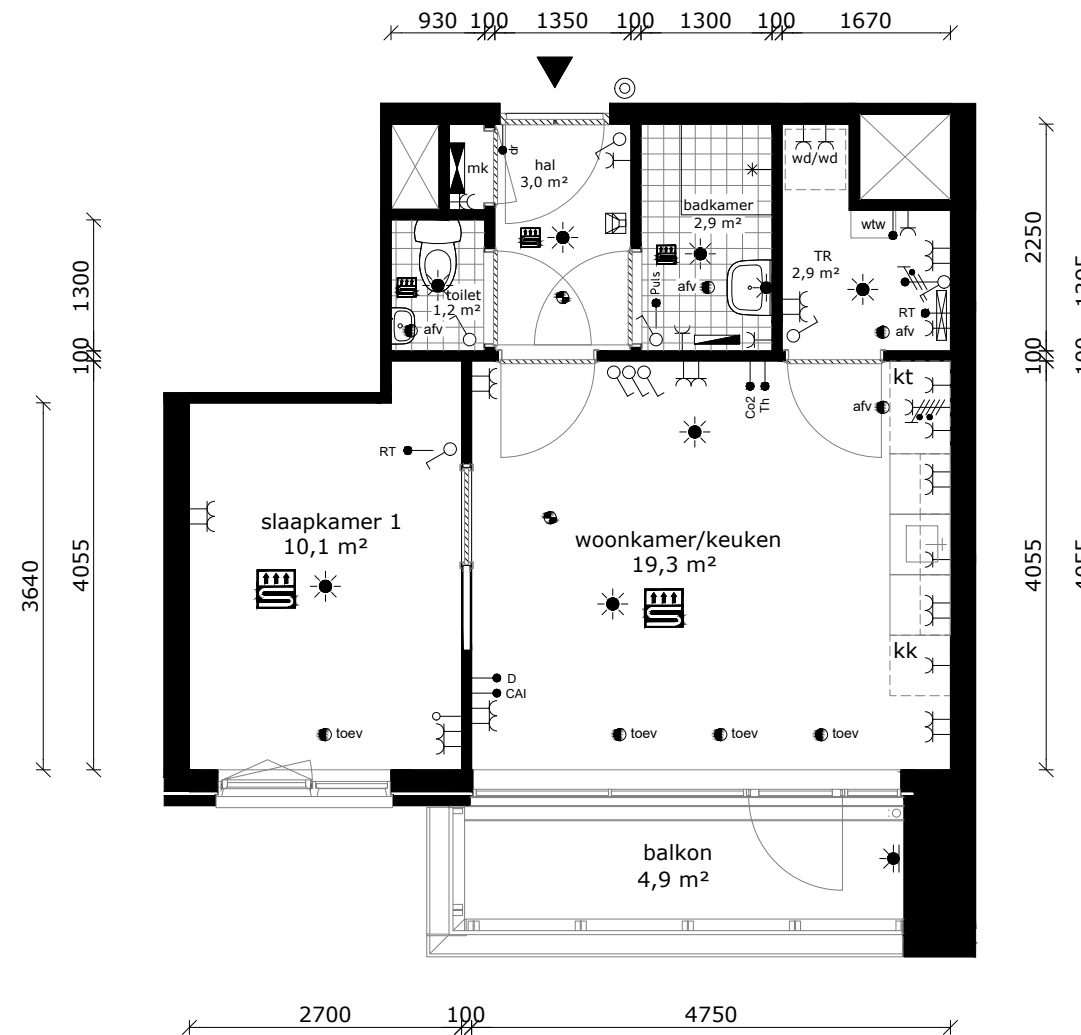 930 100 1350 100 1300 100 1670
dr
mk
hal
3,0 m²
badkamer
2,9 m²
wd/wd
wtw
TR
2,9 m²
RT
afv
toilet
1,2 m²
afv
Puls
afv
1300
100
4055
3640
2250
100
4055
1395
100
4055
kt
afv
Co2
Th
RT
slaapkamer 1
10,1 m²
woonkamer/keuken
19,3 m²
kk
D
CAI
toev
toev
toev
toev
balkon
4,9 m²
2700 100 4750